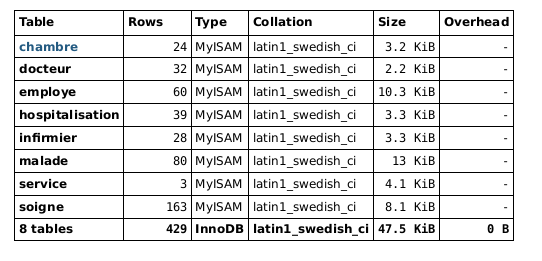 Table Rows Type Collation Size Overhead
chambre 24 MyISAM latin1_swedish_ci 3.2 KiB -
docteur 32 MyISAM latin1_swedish_ci 2.2 KiB -
employe 60 MyISAM latin1_swedish_ci 10.3 KiB -
hospitalisation 39 MyISAM latin1_swedish_ci 3.3 KiB -
infirmier 28 MyISAM latin1_swedish_ci 3.3 KiB -
malade 80 MyISAM latin1_swedish_ci 13 KiB -
service 3 MyISAM latin1_swedish_ci 4.1 KiB -
soigne 163 MyISAM latin1_swedish_ci 8.1 KiB -
8 tables 429 InnoDB latin1_swedish_ci 47.5 KiB 0 B